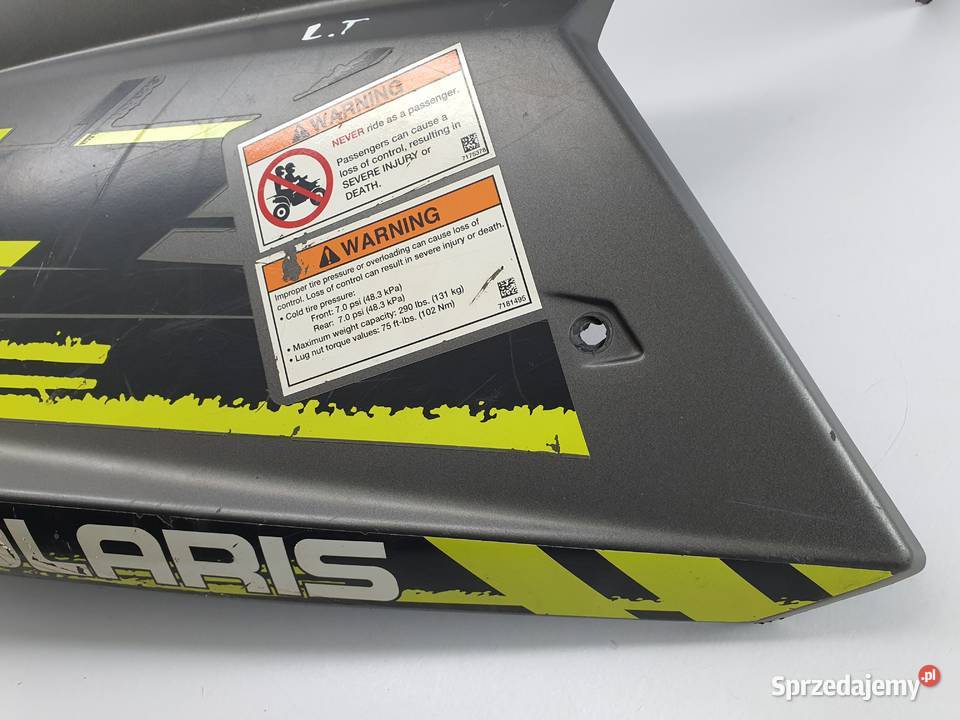 L.T
WARNING
NEVER ride as a passenger.
Passengers can cause a
loss of control, resulting in
SEVERE INJURY or
DEATH.
7175378
WARNING
Improper tire pressure or overloading can cause loss of
control. Loss of control can result in severe injury or death.
• Cold tire pressure:
Front: 7.0 psi (48.3 kPa)
Rear: 7.0 psi (48.3 kPa)
• Maximum weight capacity: 290 lbs. (131 kg)
• Lug nut torque values: 75 ft-lbs. (102 Nm)
7181495
OLARIS
Sprzedajemy.pl